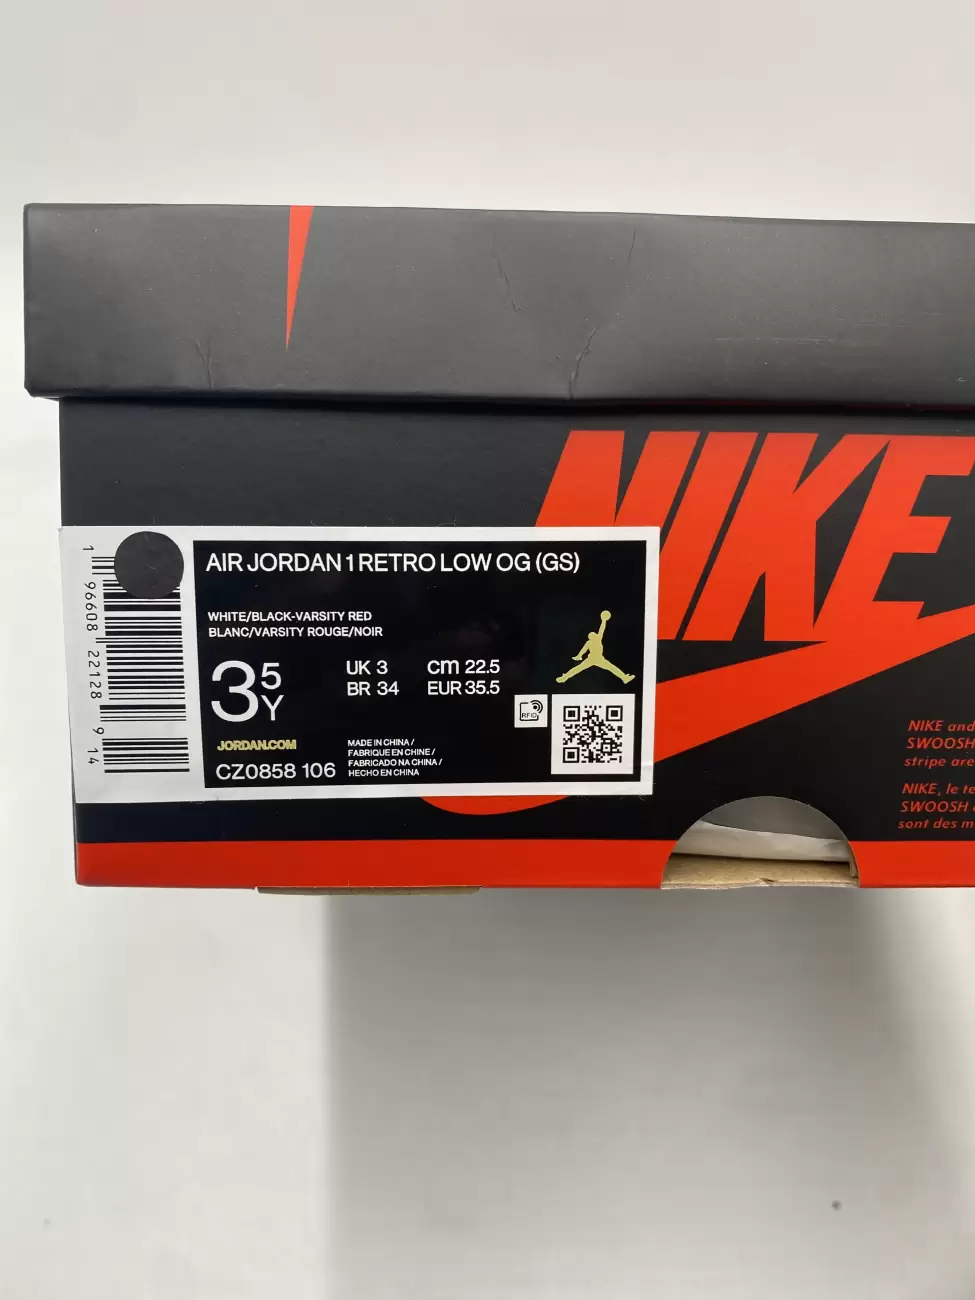 NIKE
AIR JORDAN 1 RETRO LOW OG (GS)
WHITE/BLACK-VARSITY RED
BLANC/VARSITY ROUGE/NOIR
3 5 Y
UK 3 cm 22.5
BR 34 EUR 35.5
RFID
JORDAN.COM
CZ0858 106
MADE IN CHINA /
FABRIQUE EN CHINE /
FABRICADO NA CHINA /
HECHO EN CHINA
1 96608 22128 9 14
NIKE and
SWOOSH
stripe are
NIKE, le
SWOOSH
sont des